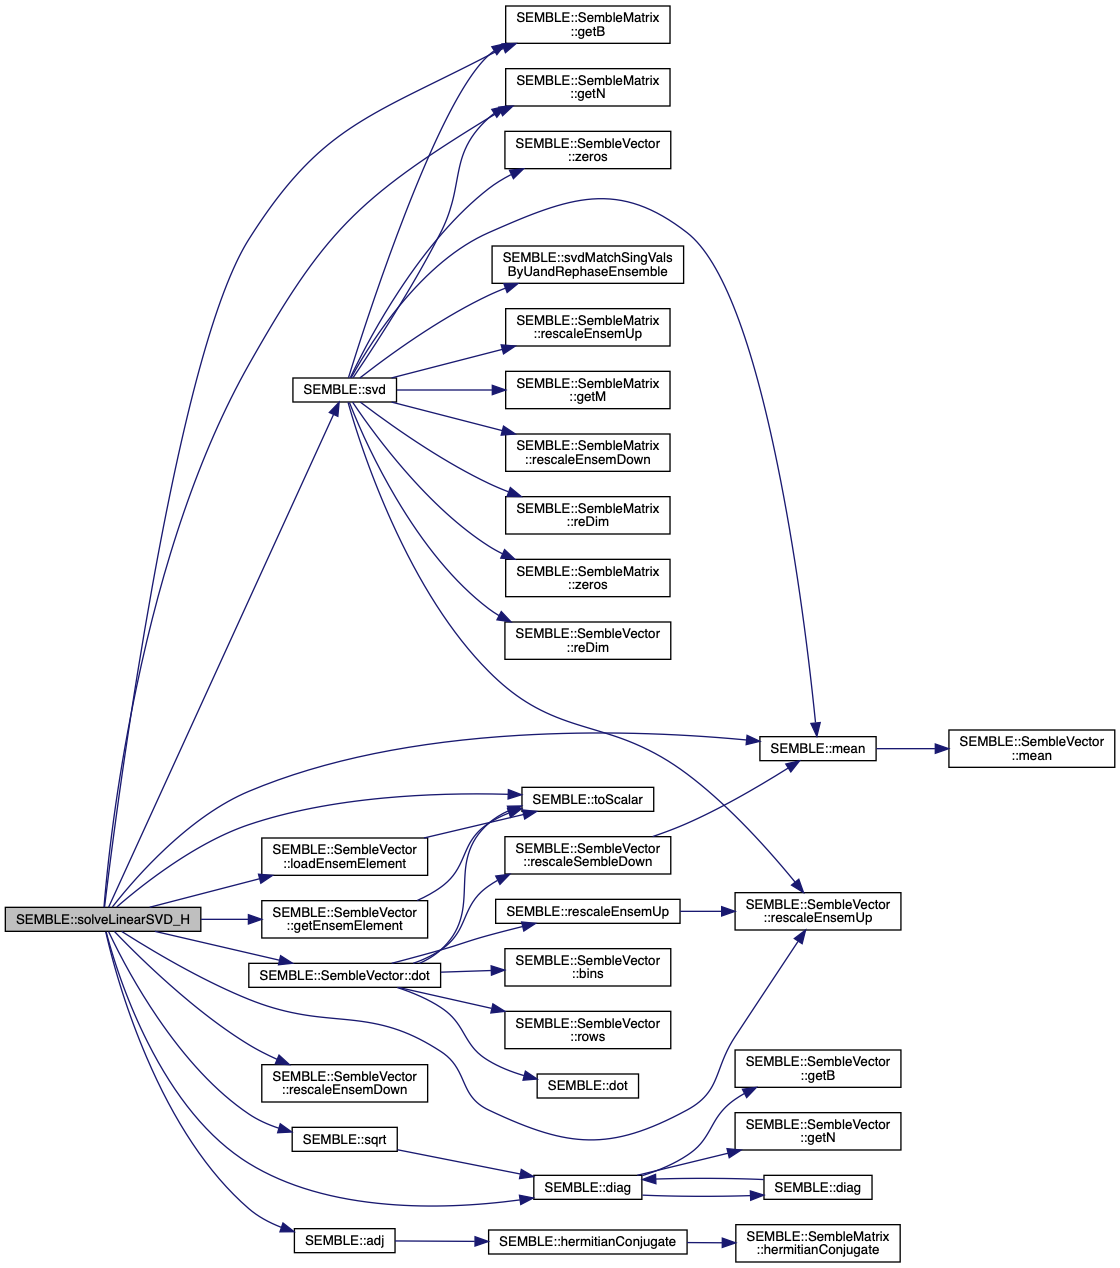 SEMBLE::SembleMatrix
::getB
SEMBLE::SembleMatrix
::getN
SEMBLE::SembleVector
::zeros
SEMBLE::svdMatchSingVals
ByUandRephaseEnsemble
SEMBLE::SembleMatrix
::rescaleEnsemUp
SEMBLE::svd
SEMBLE::SembleMatrix
::getM
SEMBLE::SembleMatrix
::rescaleEnsemDown
SEMBLE::SembleMatrix
::reDim
SEMBLE::SembleMatrix
::zeros
SEMBLE::SembleVector
::reDim
SEMBLE::mean
SEMBLE::SembleVector
::mean
SEMBLE::toScalar
SEMBLE::SembleVector
::loadEnsemElement
SEMBLE::SembleVector
::rescaleSembleDown
SEMBLE::solveLinearSVD_H
SEMBLE::SembleVector
::getEnsemElement
SEMBLE::rescaleEnsemUp
SEMBLE::SembleVector
::rescaleEnsemUp
SEMBLE::SembleVector::dot
SEMBLE::SembleVector
::bins
SEMBLE::SembleVector
::rows
SEMBLE::SembleVector
::rescaleEnsemDown
SEMBLE::dot
SEMBLE::SembleVector
::getB
SEMBLE::sqrt
SEMBLE::SembleVector
::getN
SEMBLE::diag
SEMBLE::diag
SEMBLE::adj
SEMBLE::hermitianConjugate
SEMBLE::SembleMatrix
::hermitianConjugate